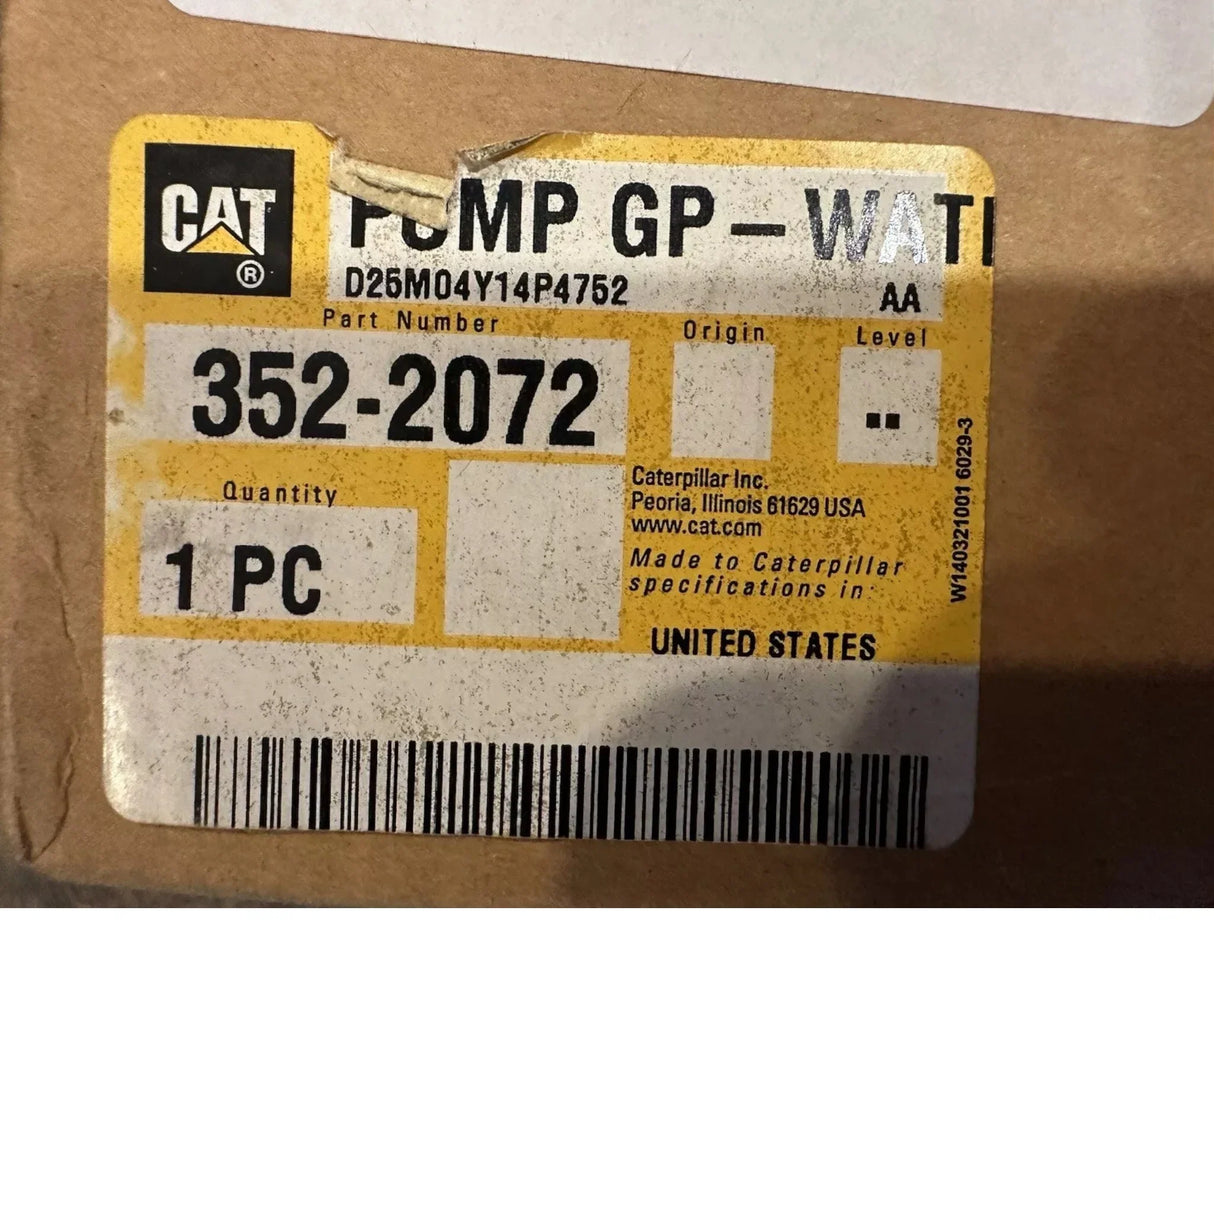 CAT
®
PUMP GP-WAT
D25M04Y14P4752 AA
Part Number Origin Level
352-2072 --
Quantity
1 PC
Caterpillar Inc.
Peoria, Illinois 61629 USA
www.cat.com
Made to Caterpillar
specifications in:
UNITED STATES
W140321001 6029-3